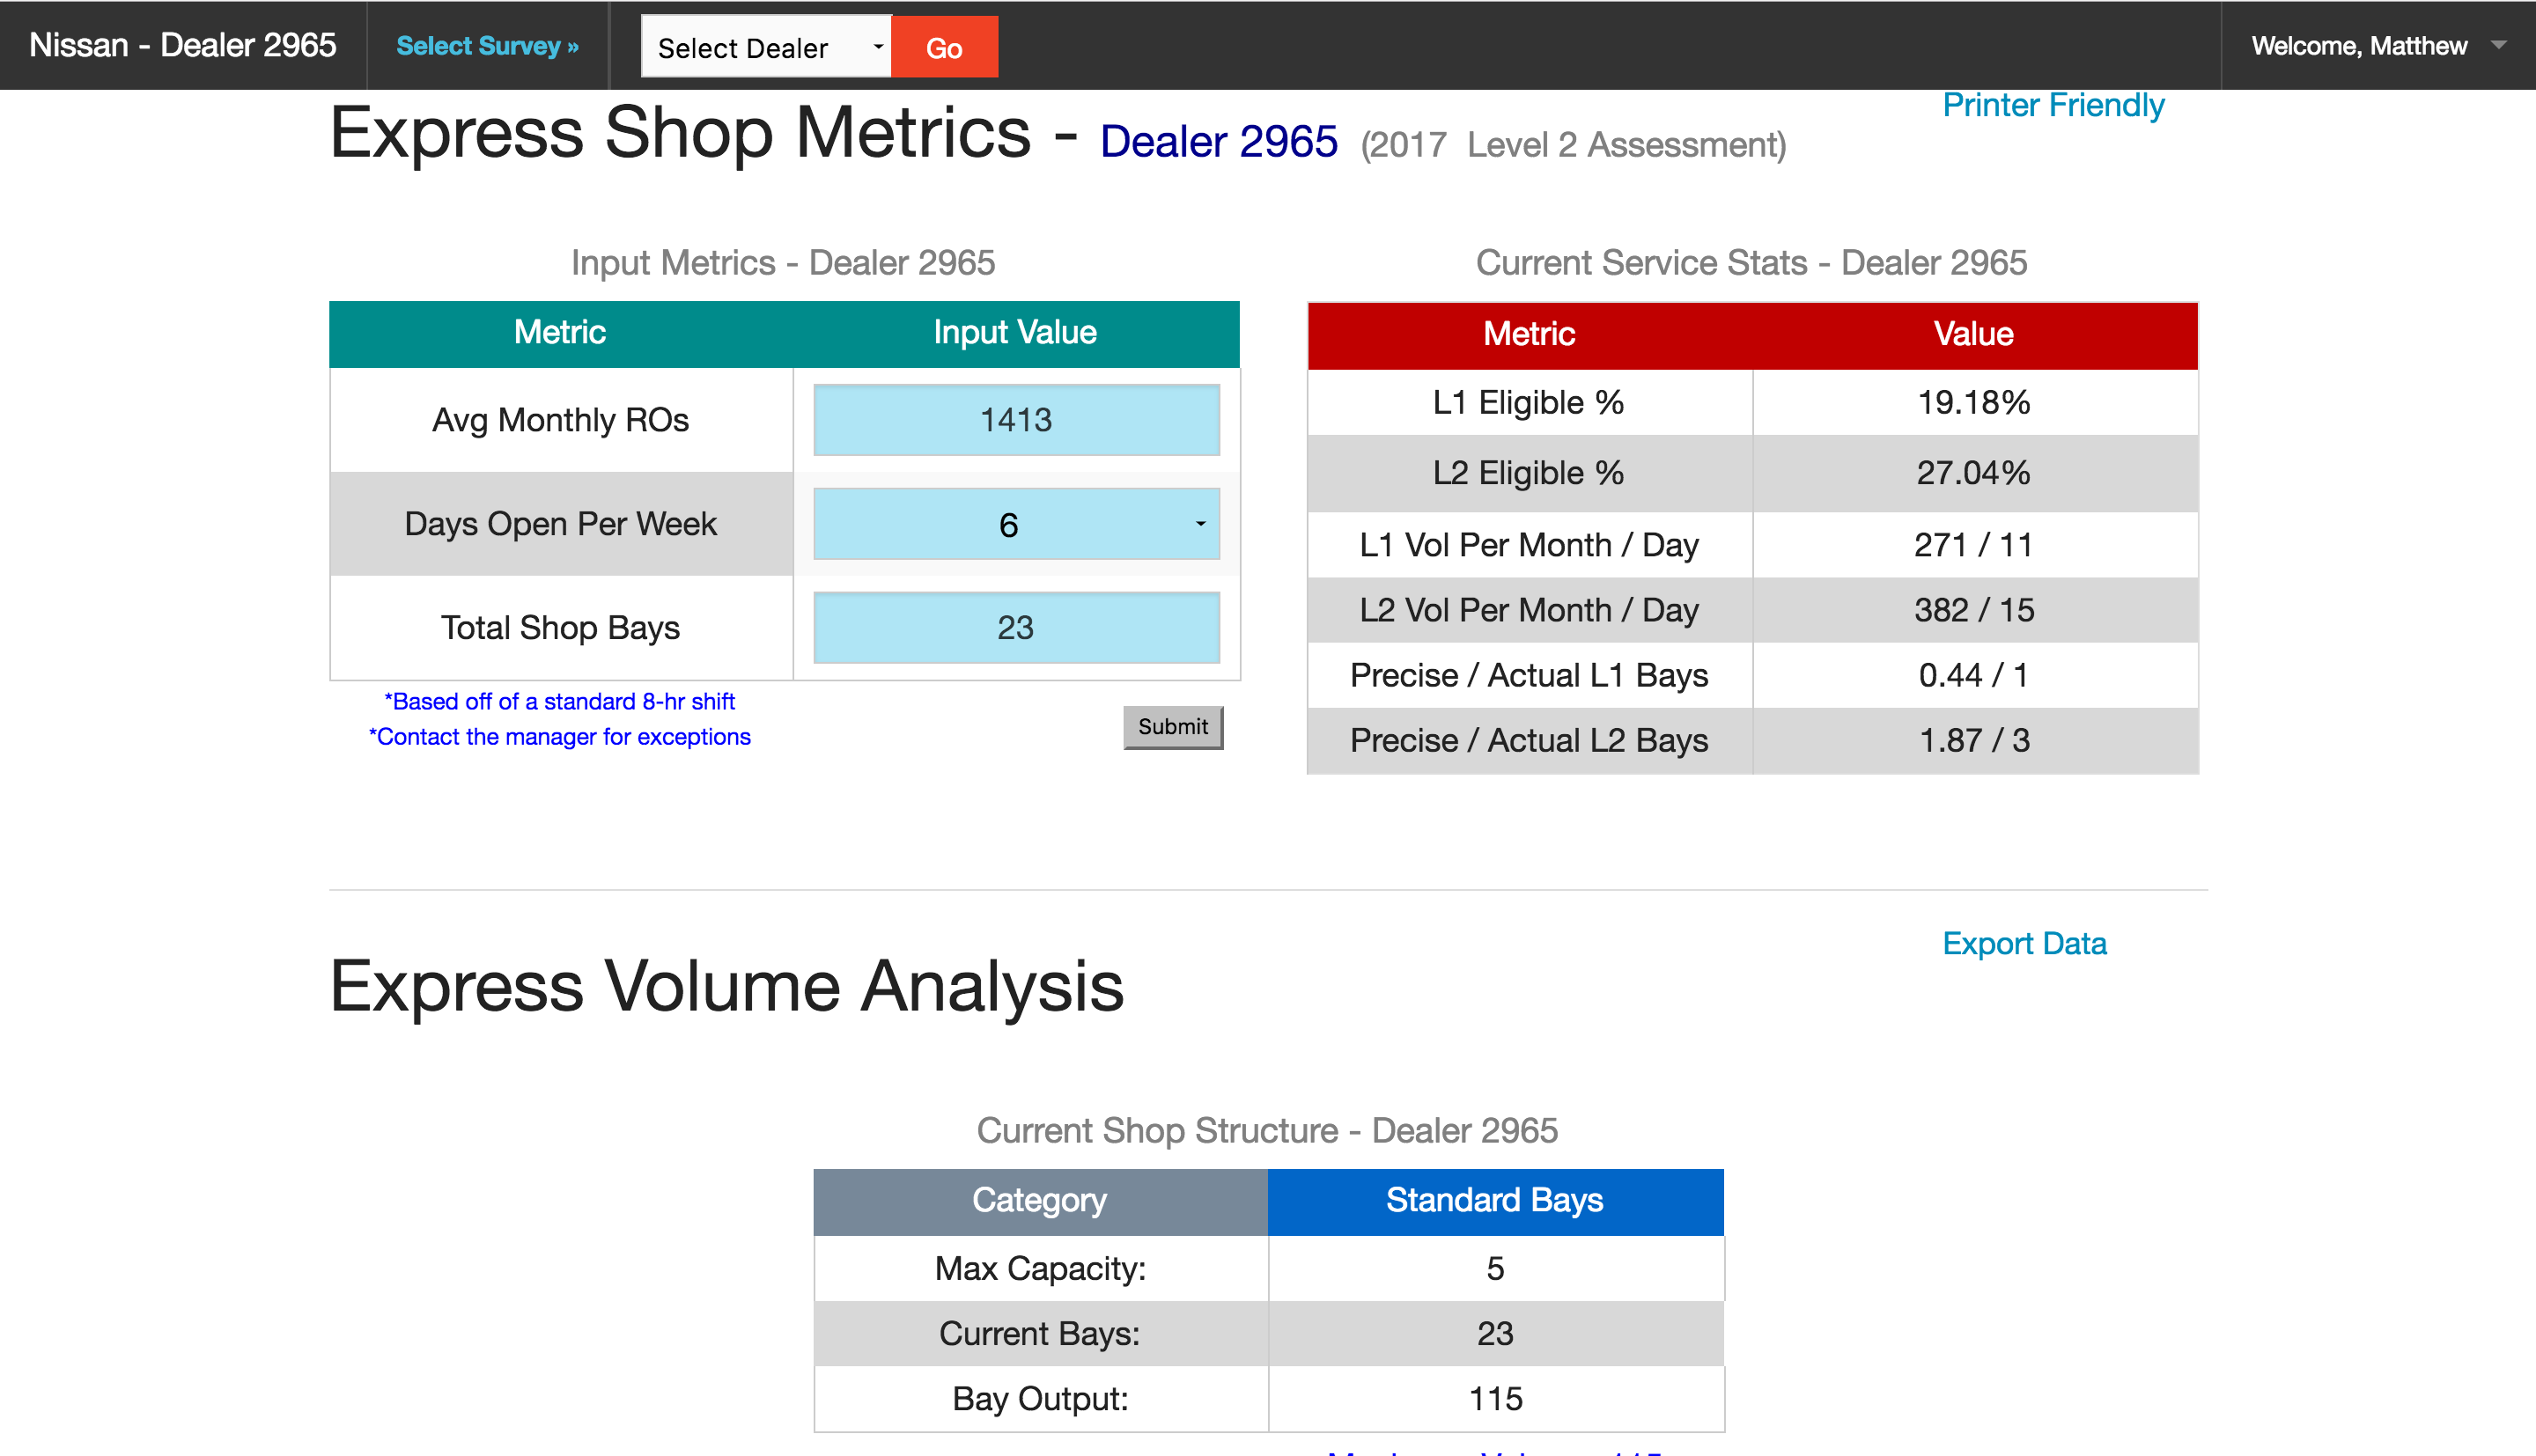 Nissan - Dealer 2965
Select Survey »
Select Dealer
Go
Welcome, Matthew
Printer Friendly
Express Shop Metrics - Dealer 2965 (2017 Level 2 Assessment)
Input Metrics - Dealer 2965
Metric Input Value
Avg Monthly ROs 1413
Days Open Per Week 6
Total Shop Bays 23
*Based off of a standard 8-hr shift
*Contact the manager for exceptions
Submit
Current Service Stats - Dealer 2965
Metric Value
L1 Eligible % 19.18%
L2 Eligible % 27.04%
L1 Vol Per Month / Day 271 / 11
L2 Vol Per Month / Day 382 / 15
Precise / Actual L1 Bays 0.44 / 1
Precise / Actual L2 Bays 1.87 / 3
Export Data
Express Volume Analysis
Current Shop Structure - Dealer 2965
Category Standard Bays
Max Capacity: 5
Current Bays: 23
Bay Output: 115